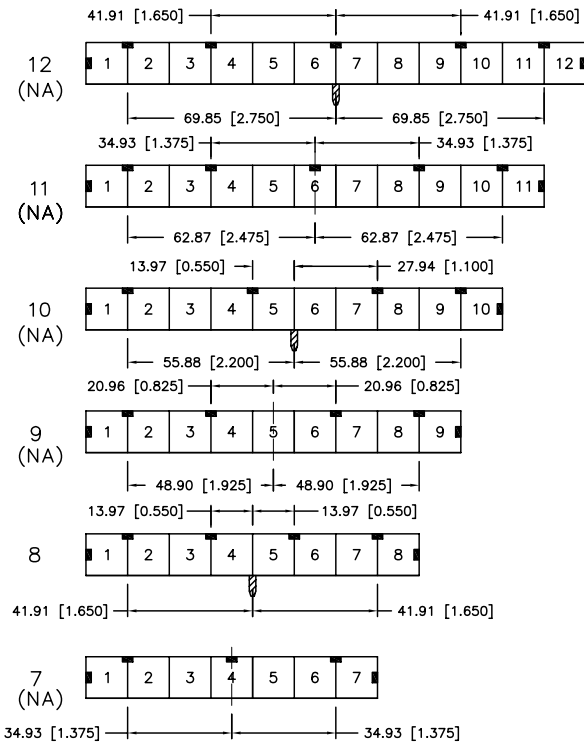 41.91 [1.650] 41.91 [1.650]
12 1 2 3 4 5 6 7 8 9 10 11 12
(NA)
69.85 [2.750] 69.85 [2.750]
34.93 [1.375] 34.93 [1.375]
11 1 2 3 4 5 6 7 8 9 10 11
(NA)
62.87 [2.475] 62.87 [2.475]
13.97 [0.550] 27.94 [1.100]
10 1 2 3 4 5 6 7 8 9 10
(NA)
55.88 [2.200] 55.88 [2.200]
20.96 [0.825] 20.96 [0.825]
9 1 2 3 4 5 6 7 8 9
(NA)
48.90 [1.925] 48.90 [1.925]
13.97 [0.550] 13.97 [0.550]
8 1 2 3 4 5 6 7 8
41.91 [1.650] 41.91 [1.650]
7 1 2 3 4 5 6 7
(NA)
34.93 [1.375] 34.93 [1.375]